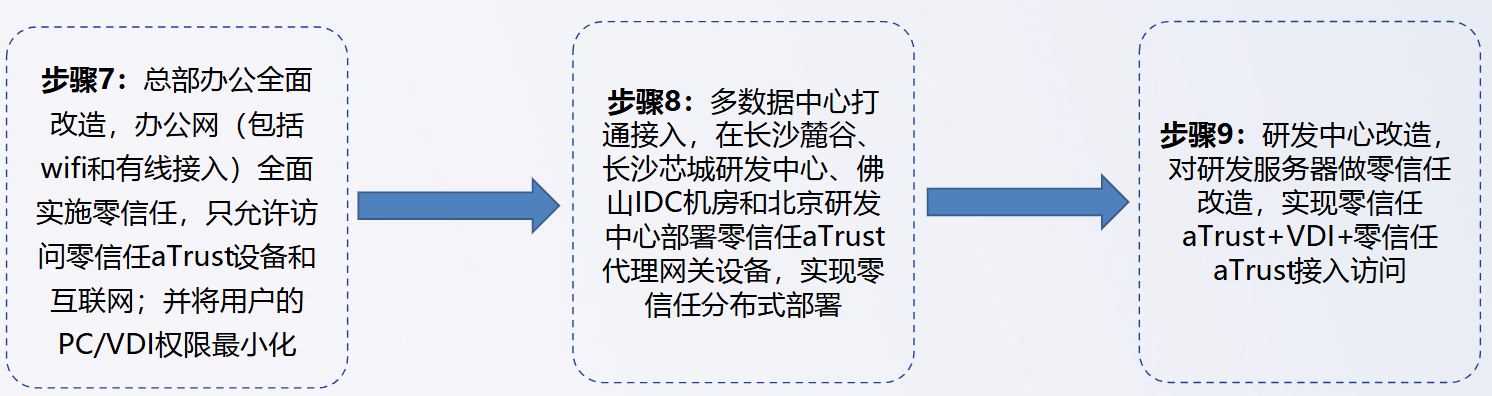 步骤7：总部办公全面
改造，办公网（包括
wifi和有线接入）全面
实施零信任，只允许访
问零信任aTrust设备和
互联网；并将用户的
PC/VDI权限最小化
步骤8：多数据中心打
通接入，在长沙麓谷、
长沙芯城研发中心、佛
山IDC机房和北京研发
中心部署零信任aTrust
代理网关设备，实现零
信任分布式部署
步骤9：研发中心改造，
对研发服务器做零信任
改造，实现零信任
aTrust+VDI+零信任
aTrust接入访问